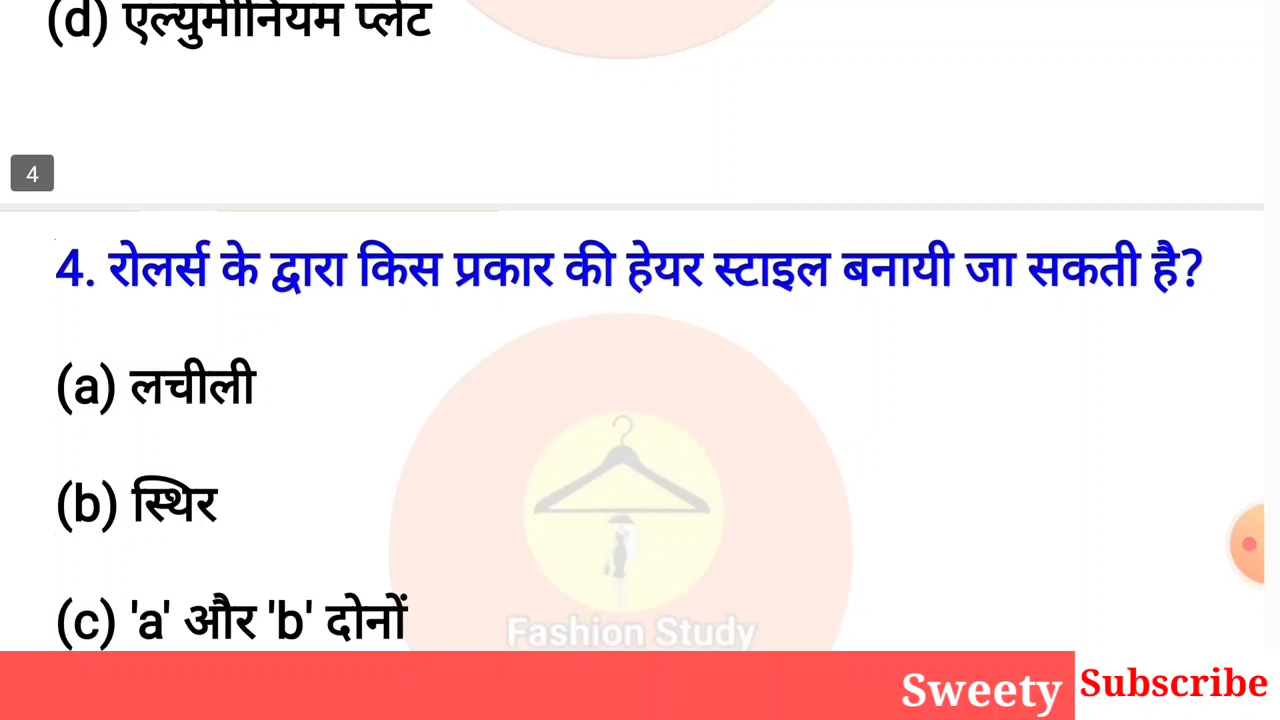 (d) एल्युमीनियम प्लेट
4
4. रोलर्स के द्वारा किस प्रकार की हेयर स्टाइल बनायी जा सकती है?
(a) लचीली
(b) स्थिर
(c) 'a' और 'b' दोनों
Fashion Study
Sweety Subscribe